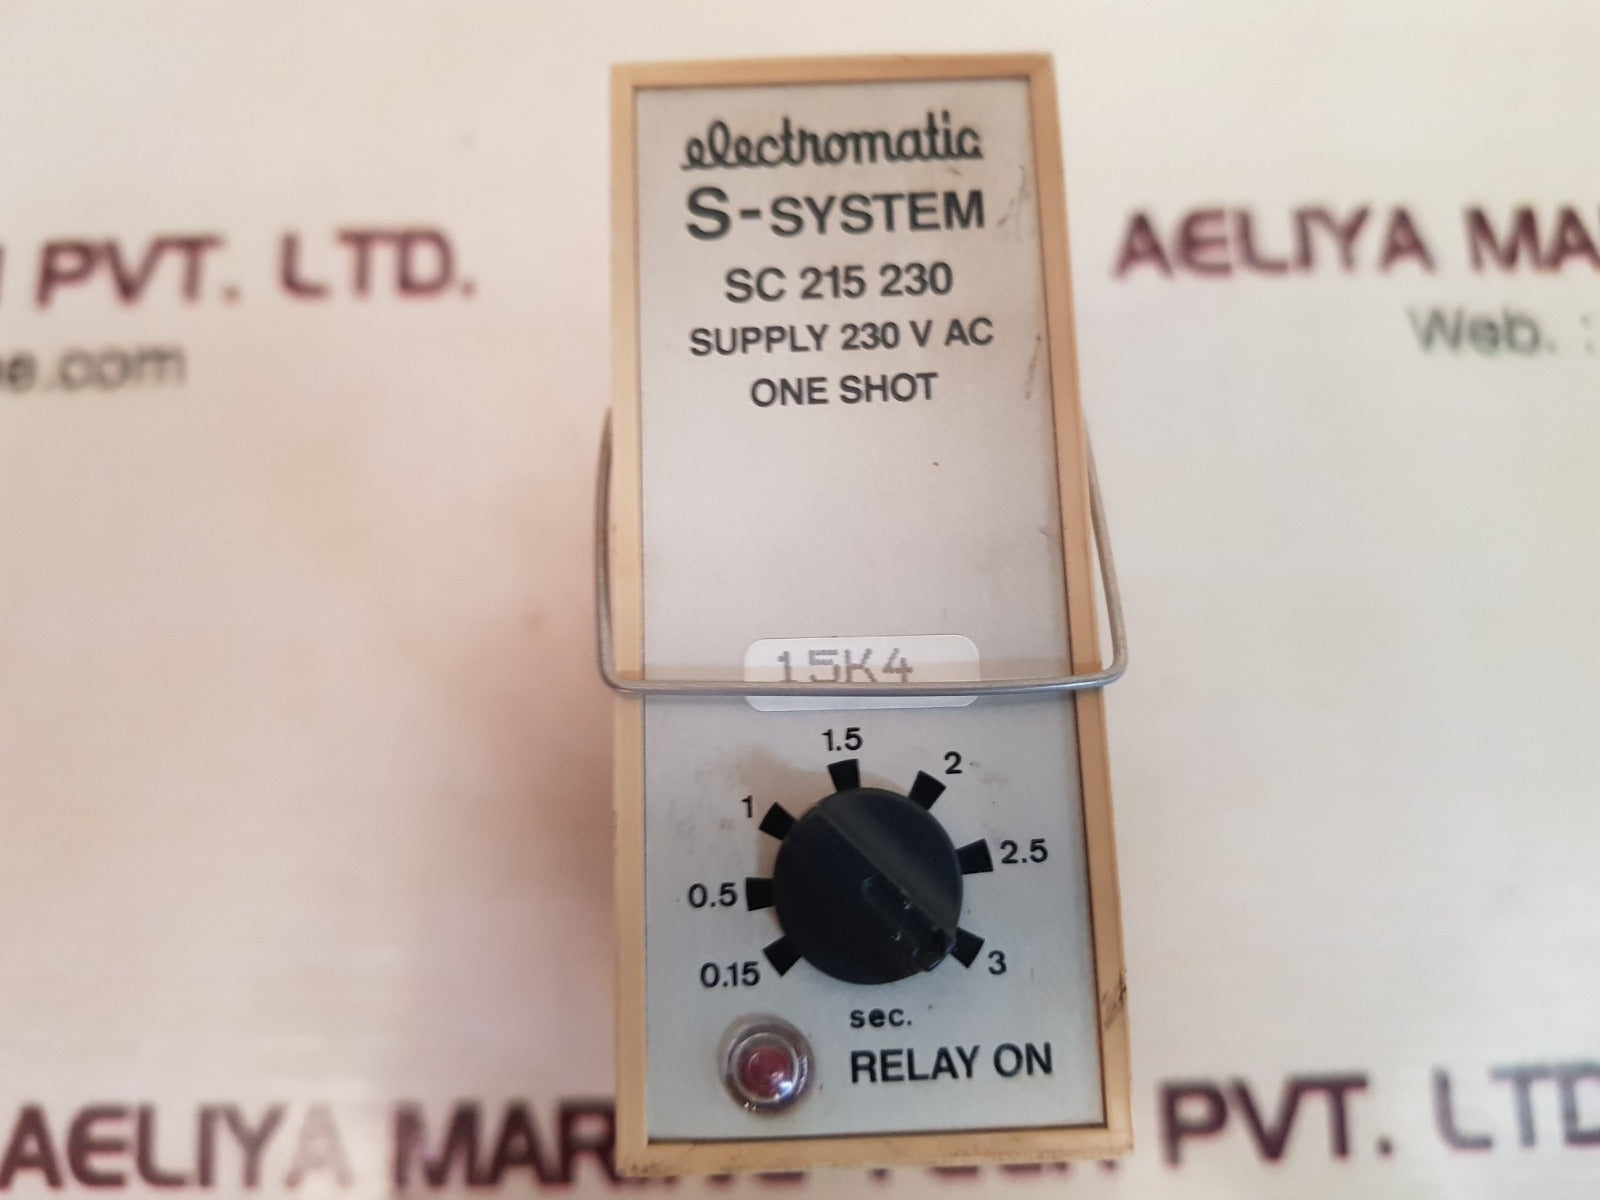 electromatic
S-SYSTEM
SC 215 230
SUPPLY 230 V AC
ONE SHOT
15K4
1.5
2
1
2.5
0.5
0.15
3
sec.
RELAY ON
PVT. LTD.
e.com
AELIYA MA
Web. :
AELIYA MAR
PVT. LTD